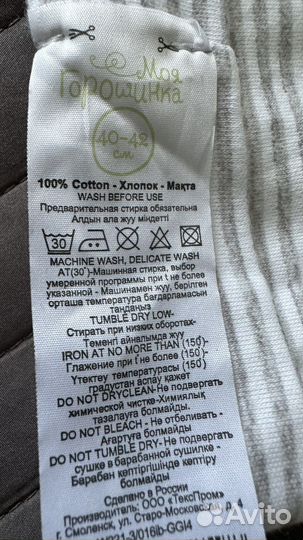 Моя
Горошинка
40-42
см
100% Cotton - Хлопок - Мақта
WASH BEFORE USE
Предварительная стирка обязательна
Алдын ала жуу міндетті
30
MACHINE WASH, DELICATE WASH
AT(30°)-Машинная стирка, выбор
умеренной программы при t не более
указанной - Машинамен жуу, берілген
орташа температура бағдарламасын
таңдаңыз
TUMBLE DRY LOW-
Стирать при низких оборотах-
Төменгі айналымда жуу
IRON AT NO MORE THAN (150°)-
Глажение при t не более (150°)-
Үтектеу температурасы (150°)-
градустан аспау қажет
DO NOT DRYCLEAN-Не подвергать
химической чистке-Химиялық
тазалауға болмайды.
DO NOT BLEACH - Не отбеливать -
Ағартуға болмайды
DO NOT TUMBLE DRY - Не подвергать
сушке в барабанной сушилке -
Барабан кептіргішінде кептіру
болмайды.
Сделано в России
Произведено: ООО "ТексПром"
г. Смоленск, ул. Старо-Московская
Avito